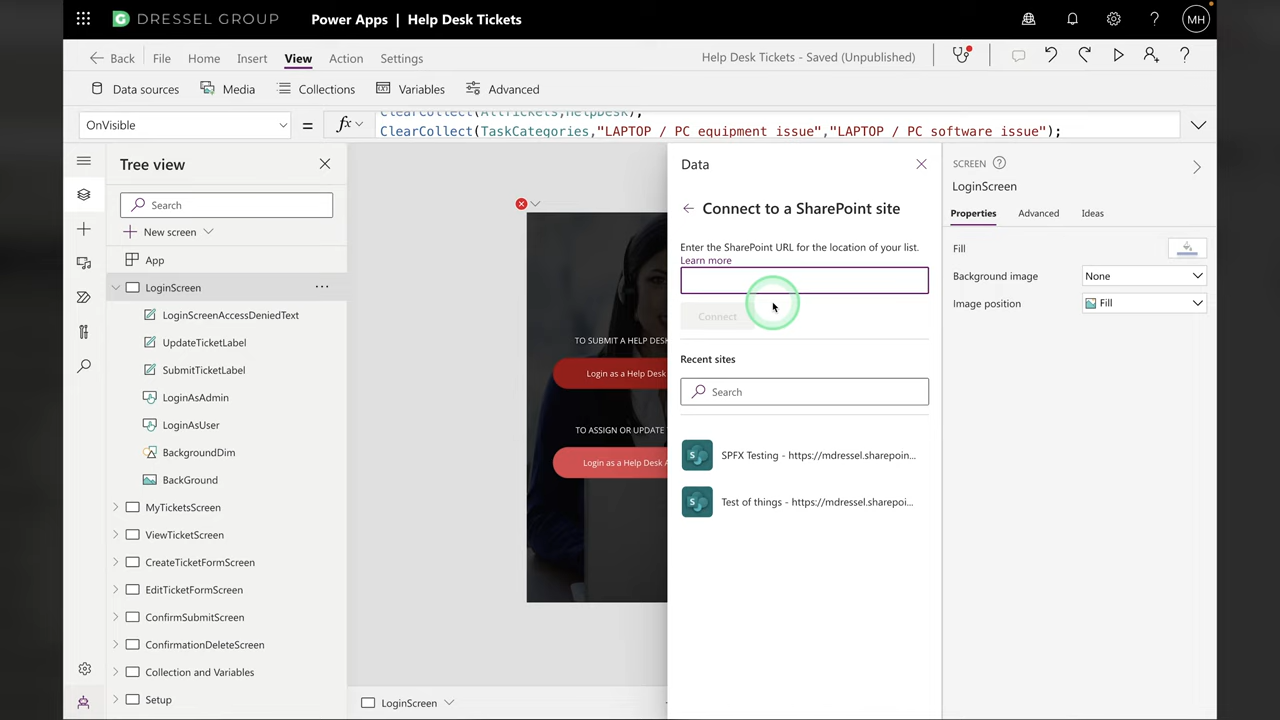 DRESSEL GROUP
Power Apps | Help Desk Tickets
MH
Back
File
Home
Insert
View
Action
Settings
Help Desk Tickets - Saved (Unpublished)
Data sources
Media
Collections
Variables
Advanced
OnVisible
=
fx
ClearCollect(AllTickets,HelpDesk);
ClearCollect(TaskCategories,"LAPTOP / PC equipment issue","LAPTOP / PC software issue");
Tree view
Search
New screen
App
LoginScreen
LoginScreenAccessDeniedText
UpdateTicketLabel
SubmitTicketLabel
LoginAsAdmin
LoginAsUser
BackgroundDim
BackGround
MyTicketsScreen
ViewTicketScreen
CreateTicketFormScreen
EditTicketFormScreen
ConfirmSubmitScreen
ConfirmationDeleteScreen
Collection and Variables
Setup
TO SUBMIT A HELP DESK
Login as a Help Desk
TO ASSIGN OR UPDATE
Login as a Help Desk A
LoginScreen
Data
Connect to a SharePoint site
Enter the SharePoint URL for the location of your list.
Learn more
Connect
Recent sites
Search
SPFX Testing - https://mdressel.sharepoin...
Test of things - https://mdressel.sharepoi...
SCREEN
LoginScreen
Properties
Advanced
Ideas
Fill
Background image
None
Image position
Fill